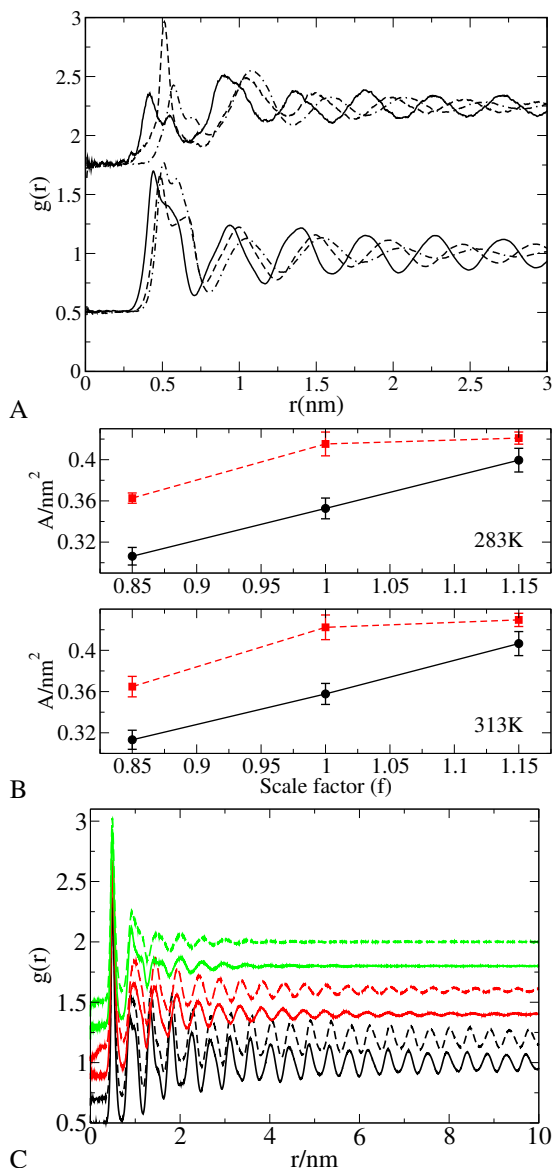 3
2.5
2
g(r)
1.5
1
0.5
0
0 0.5 1 1.5 2 2.5 3
A r(nm)
0.4
A/nm²
0.36
0.32
283K
0.85 0.9 0.95 1 1.05 1.1 1.15
0.4
A/nm²
0.36
0.32
313K
0.85 0.9 0.95 1 1.05 1.1 1.15
B Scale factor (f)
3
2.5
g(r)
2
1.5
1
0.5
0 2 4 6 8 10
C r/nm